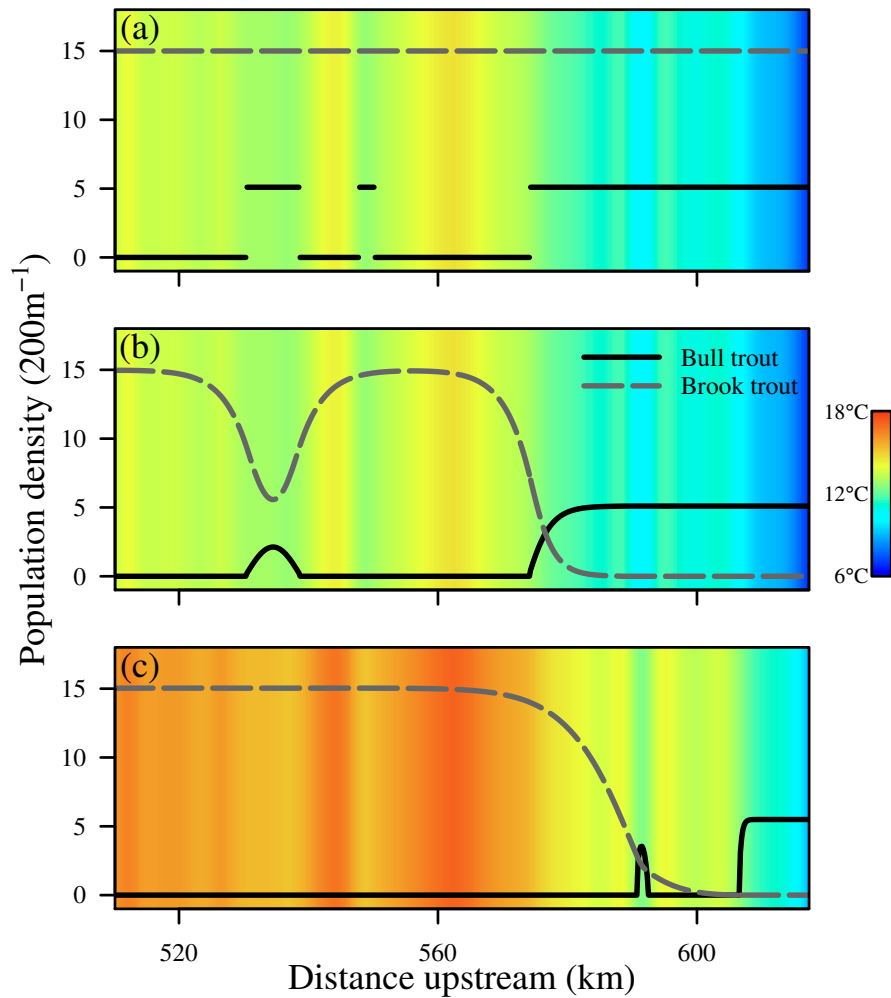 (a)
15
10
5
0
(b)
15
10
5
0
Bull trout
Brook trout
18°C
12°C
6°C
(c)
15
10
5
0
520
560
600
Population density (200m⁻¹)
Distance upstream (km)